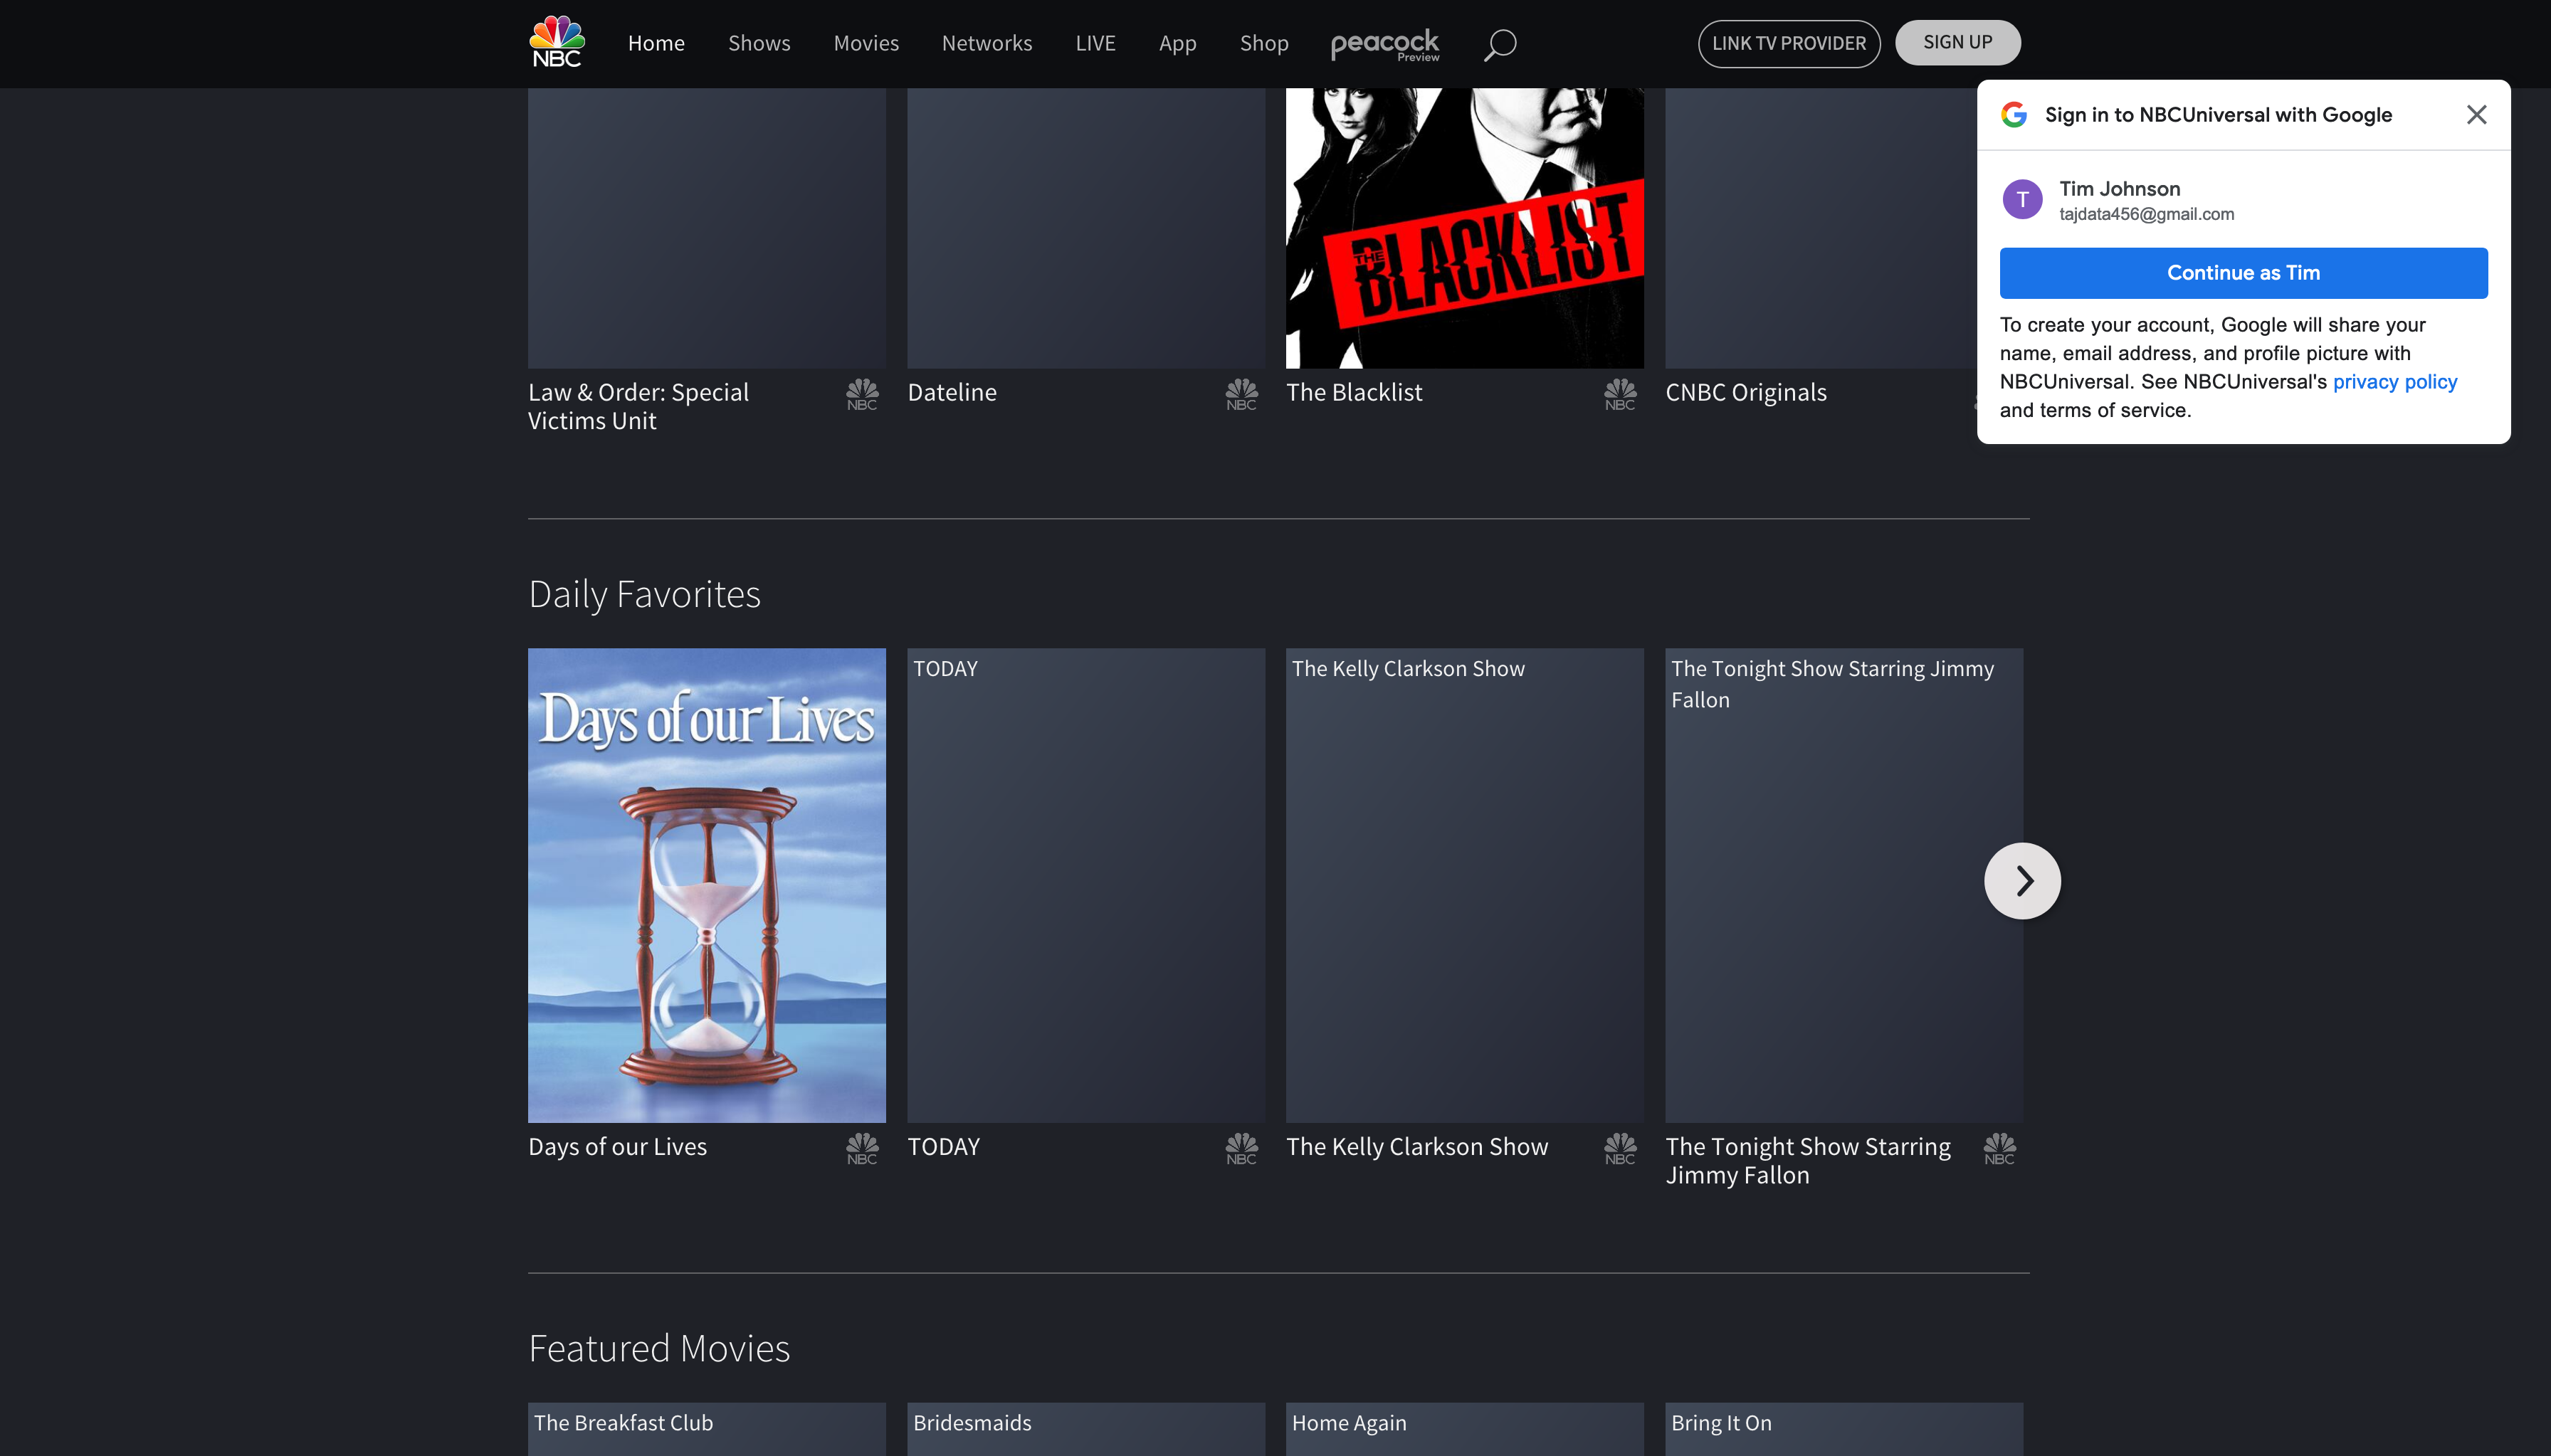 NBC
Home
Shows
Movies
Networks
LIVE
App
Shop
peacock
Preview
LINK TV PROVIDER
SIGN UP
Sign in to NBCUniversal with Google
T
Tim Johnson
tajdata456@gmail.com
Continue as Tim
To create your account, Google will share your
name, email address, and profile picture with
NBCUniversal. See NBCUniversal's privacy policy
and terms of service.
THE
BLACKLIST
Law & Order: Special
Victims Unit
NBC
Dateline
NBC
The Blacklist
NBC
CNBC Originals
Daily Favorites
Days of our Lives
TODAY
The Kelly Clarkson Show
The Tonight Show Starring Jimmy
Fallon
Days of our Lives
NBC
TODAY
NBC
The Kelly Clarkson Show
NBC
The Tonight Show Starring
Jimmy Fallon
NBC
Featured Movies
The Breakfast Club
Bridesmaids
Home Again
Bring It On